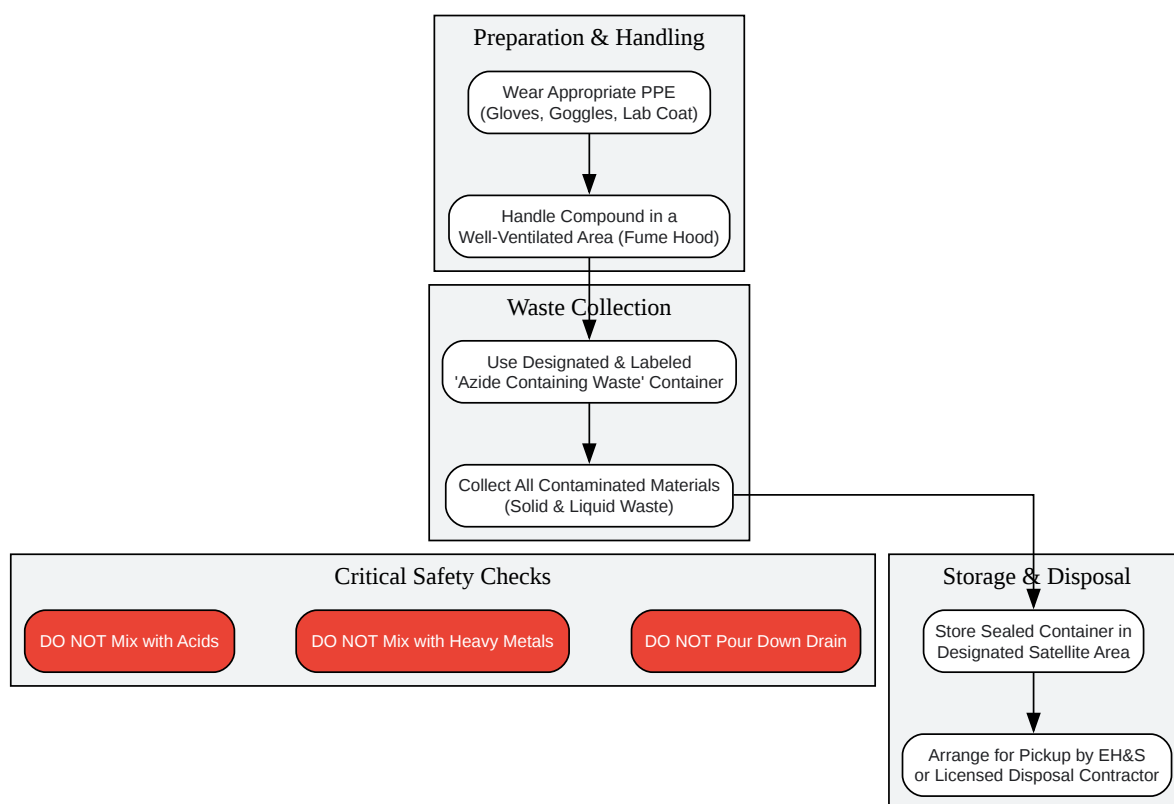 Preparation & Handling
Wear Appropriate PPE
(Gloves, Goggles, Lab Coat)
Handle Compound in a
Well-Ventilated Area (Fume Hood)
Waste Collection
Use Designated & Labeled
'Azide Containing Waste' Container
Collect All Contaminated Materials
(Solid & Liquid Waste)
Critical Safety Checks
DO NOT Mix with Acids
DO NOT Mix with Heavy Metals
DO NOT Pour Down Drain
Storage & Disposal
Store Sealed Container in
Designated Satellite Area
Arrange for Pickup by EH&S
or Licensed Disposal Contractor